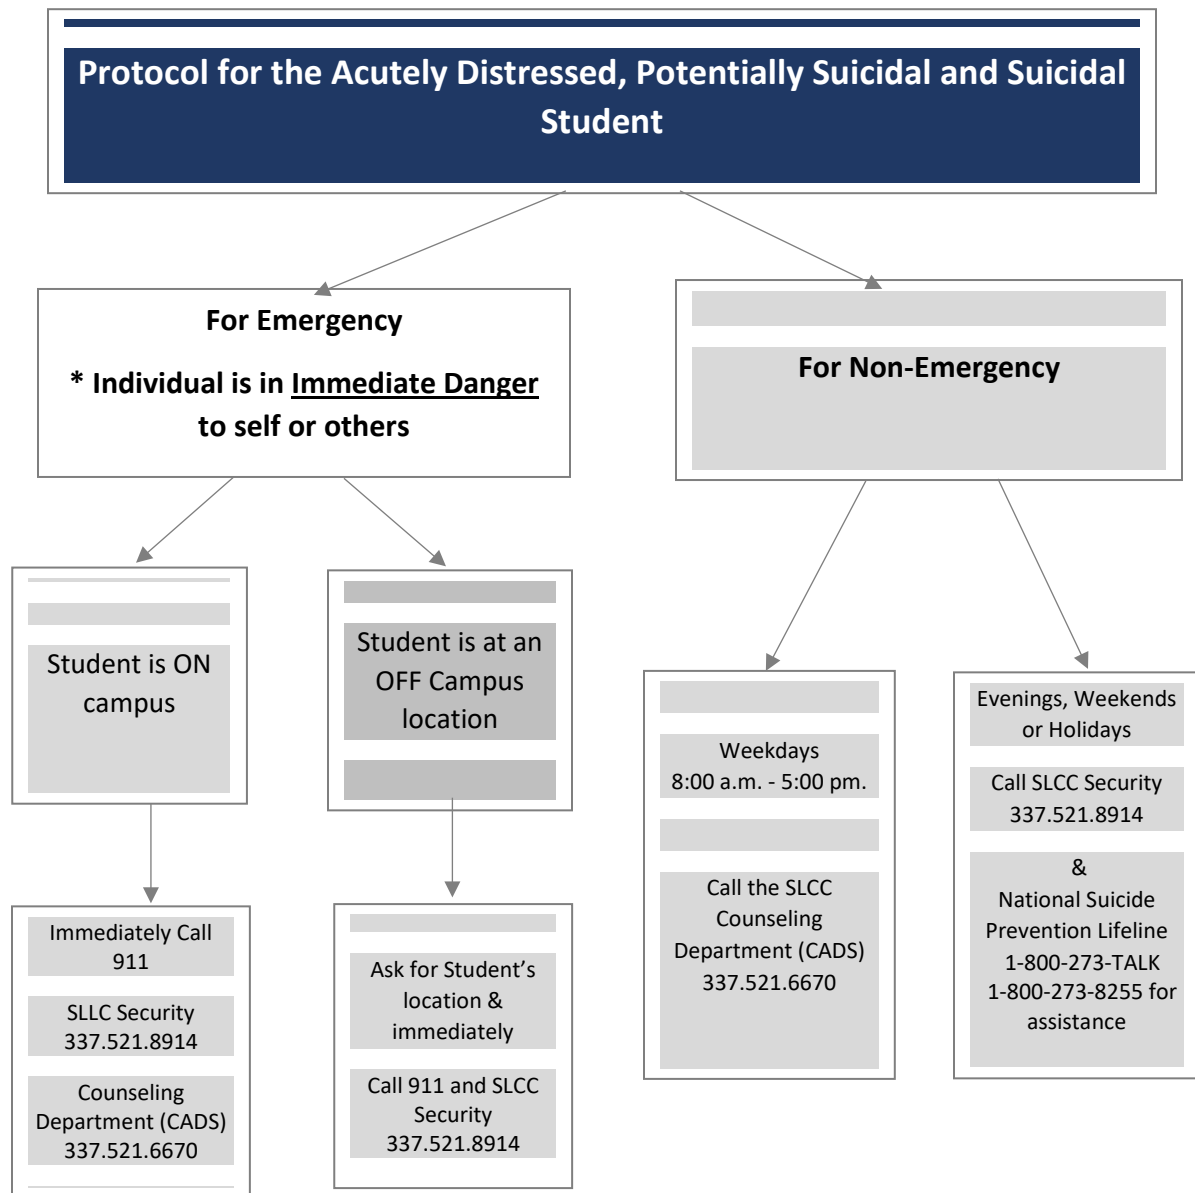 Protocol for the Acutely Distressed, Potentially Suicidal and Suicidal
Student
For Emergency
* Individual is in Immediate Danger
to self or others
For Non-Emergency
Student is ON
campus
Student is at an
OFF Campus
location
Weekdays
8:00 a.m. - 5:00 pm.
Call the SLCC
Counseling
Department (CADS)
337.521.6670
Evenings, Weekends
or Holidays
Call SLCC Security
337.521.8914
&
National Suicide
Prevention Lifeline
1-800-273-TALK
1-800-273-8255 for
assistance
Immediately Call
911
SLLC Security
337.521.8914
Counseling
Department (CADS)
337.521.6670
Ask for Student’s
location &
immediately
Call 911 and SLCC
Security
337.521.8914